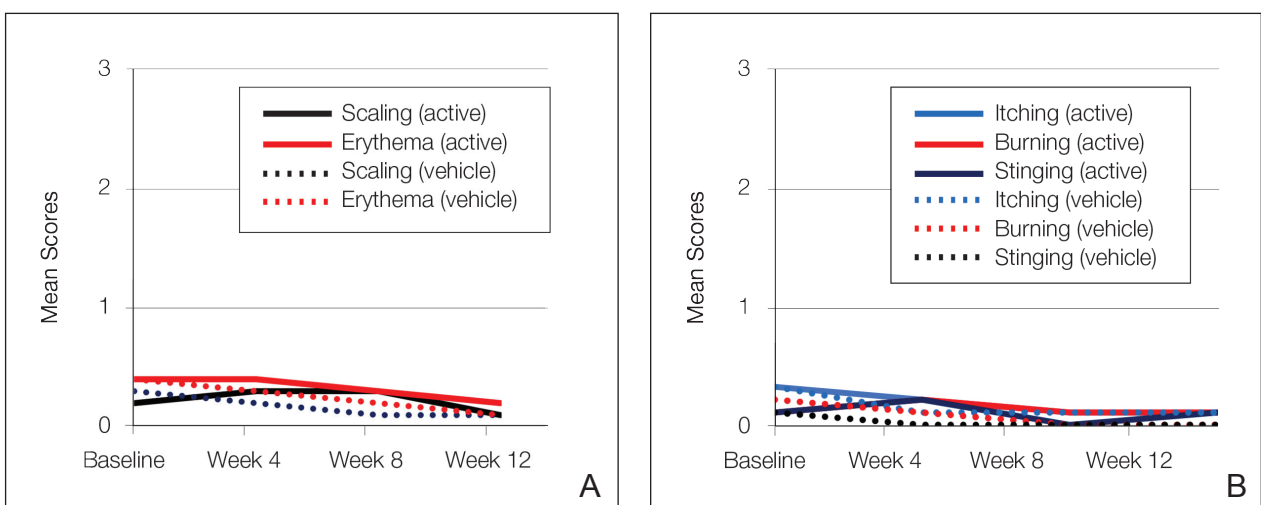 3
2
1
0
Mean Scores
Scaling (active)
Erythema (active)
Scaling (vehicle)
Erythema (vehicle)
Baseline Week 4 Week 8 Week 12
A
3
2
1
0
Mean Scores
Itching (active)
Burning (active)
Stinging (active)
Itching (vehicle)
Burning (vehicle)
Stinging (vehicle)
Baseline Week 4 Week 8 Week 12
B